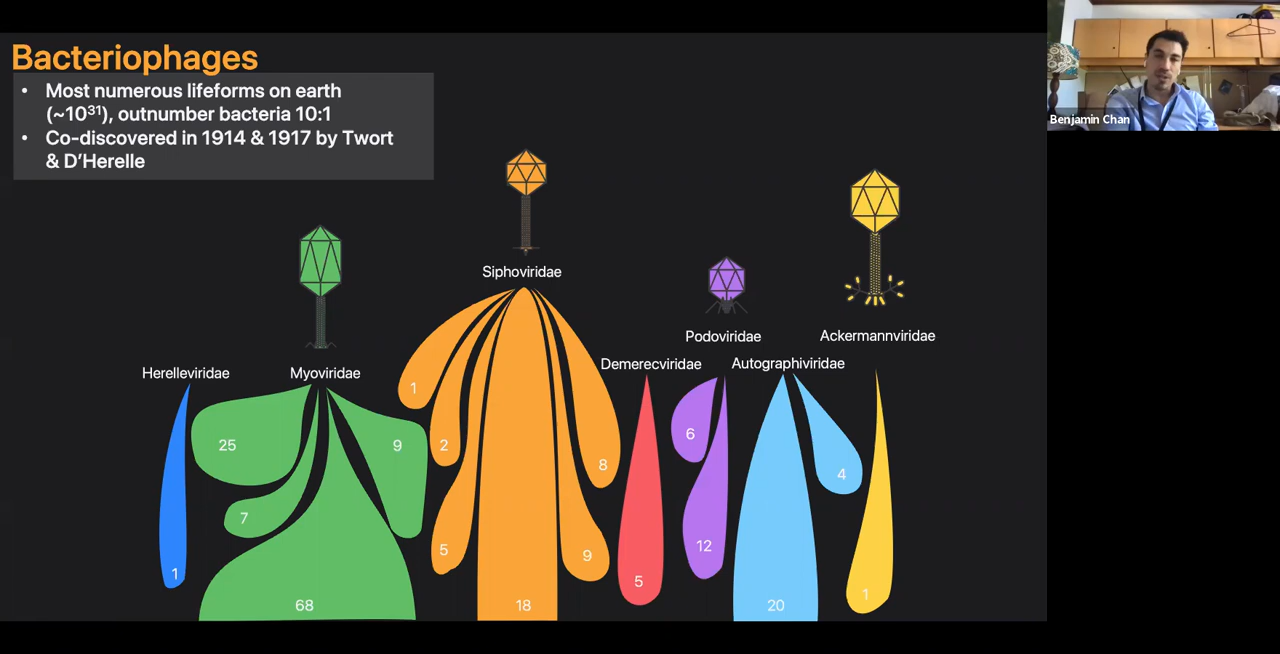 Bacteriophages
• Most numerous lifeforms on earth
(~10³¹), outnumber bacteria 10:1
• Co-discovered in 1914 & 1917 by Twort
& D’Herelle
Benjamin Chan
Siphoviridae
Podoviridae
Ackermannviridae
Herelleviridae
Myoviridae
Demerecviridae
Autographiviridae
1
25
9
2
6
8
4
7
5
9
12
1
5
1
68
18
20